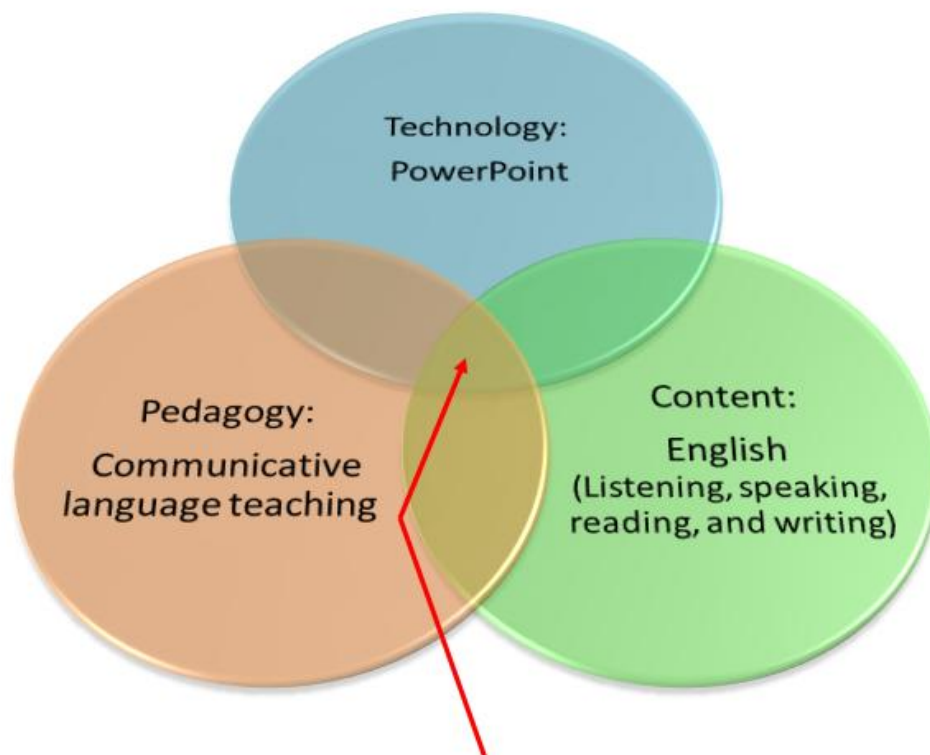 Technology:
PowerPoint
Pedagogy:
Communicative
language teaching
Content:
English
(Listening, speaking,
reading, and writing)